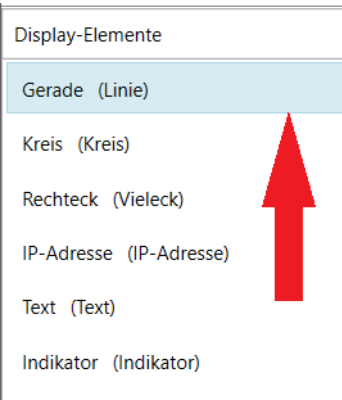 Display-Elemente
Gerade (Linie)
Kreis (Kreis)
Rechteck (Vieleck)
IP-Adresse (IP-Adresse)
Text (Text)
Indikator (Indikator)